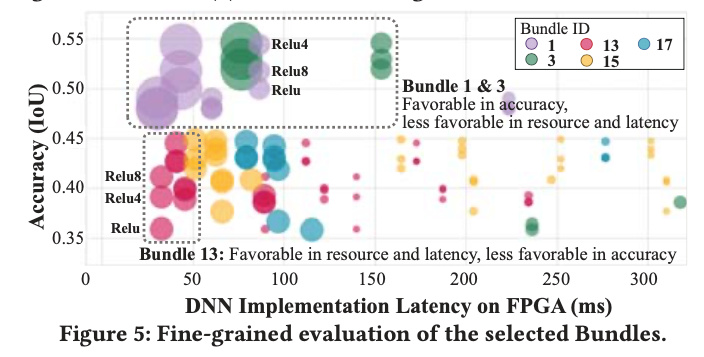 0.55
0.50
0.45
0.40
0.35
Accuracy (IoU)
Relu4
Relu8
Relu
Bundle ID
1 13 17
3 15
Bundle 1 & 3
Favorable in accuracy,
less favorable in resource and latency
Relu8
Relu4
Relu
Bundle 13: Favorable in resource and latency, less favorable in accuracy
0 50 100 150 200 250 300
DNN Implementation Latency on FPGA (ms)
Figure 5: Fine-grained evaluation of the selected Bundles.